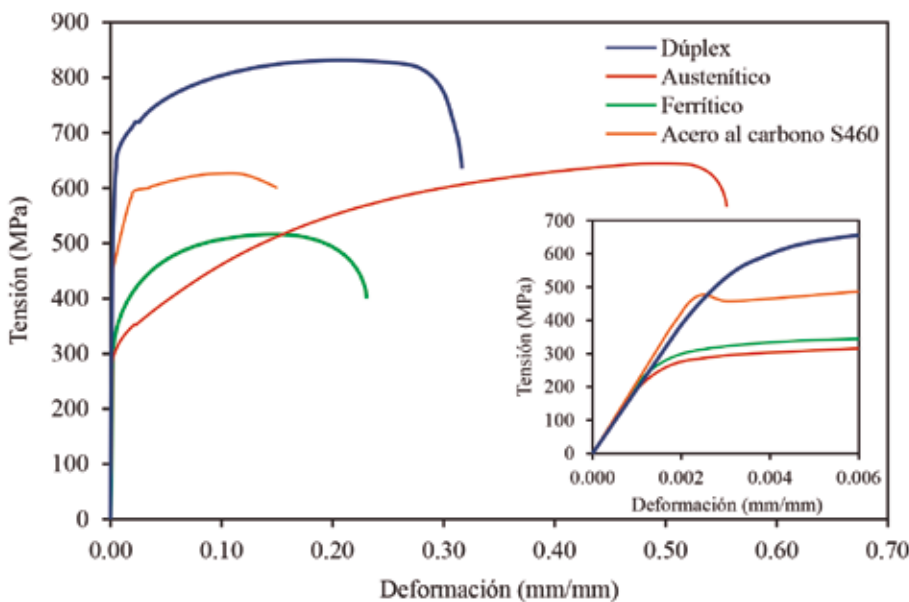 900
800
700
600
500
400
300
200
100
0
Tensión (MPa)
0.00 0.10 0.20 0.30 0.40 0.50 0.60 0.70
Deformación (mm/mm)
Dúplex
Austenítico
Ferrítico
Acero al carbono S460
700
600
500
400
300
200
100
0
Tensión (MPa)
0.000 0.002 0.004 0.006
Deformación (mm/mm)